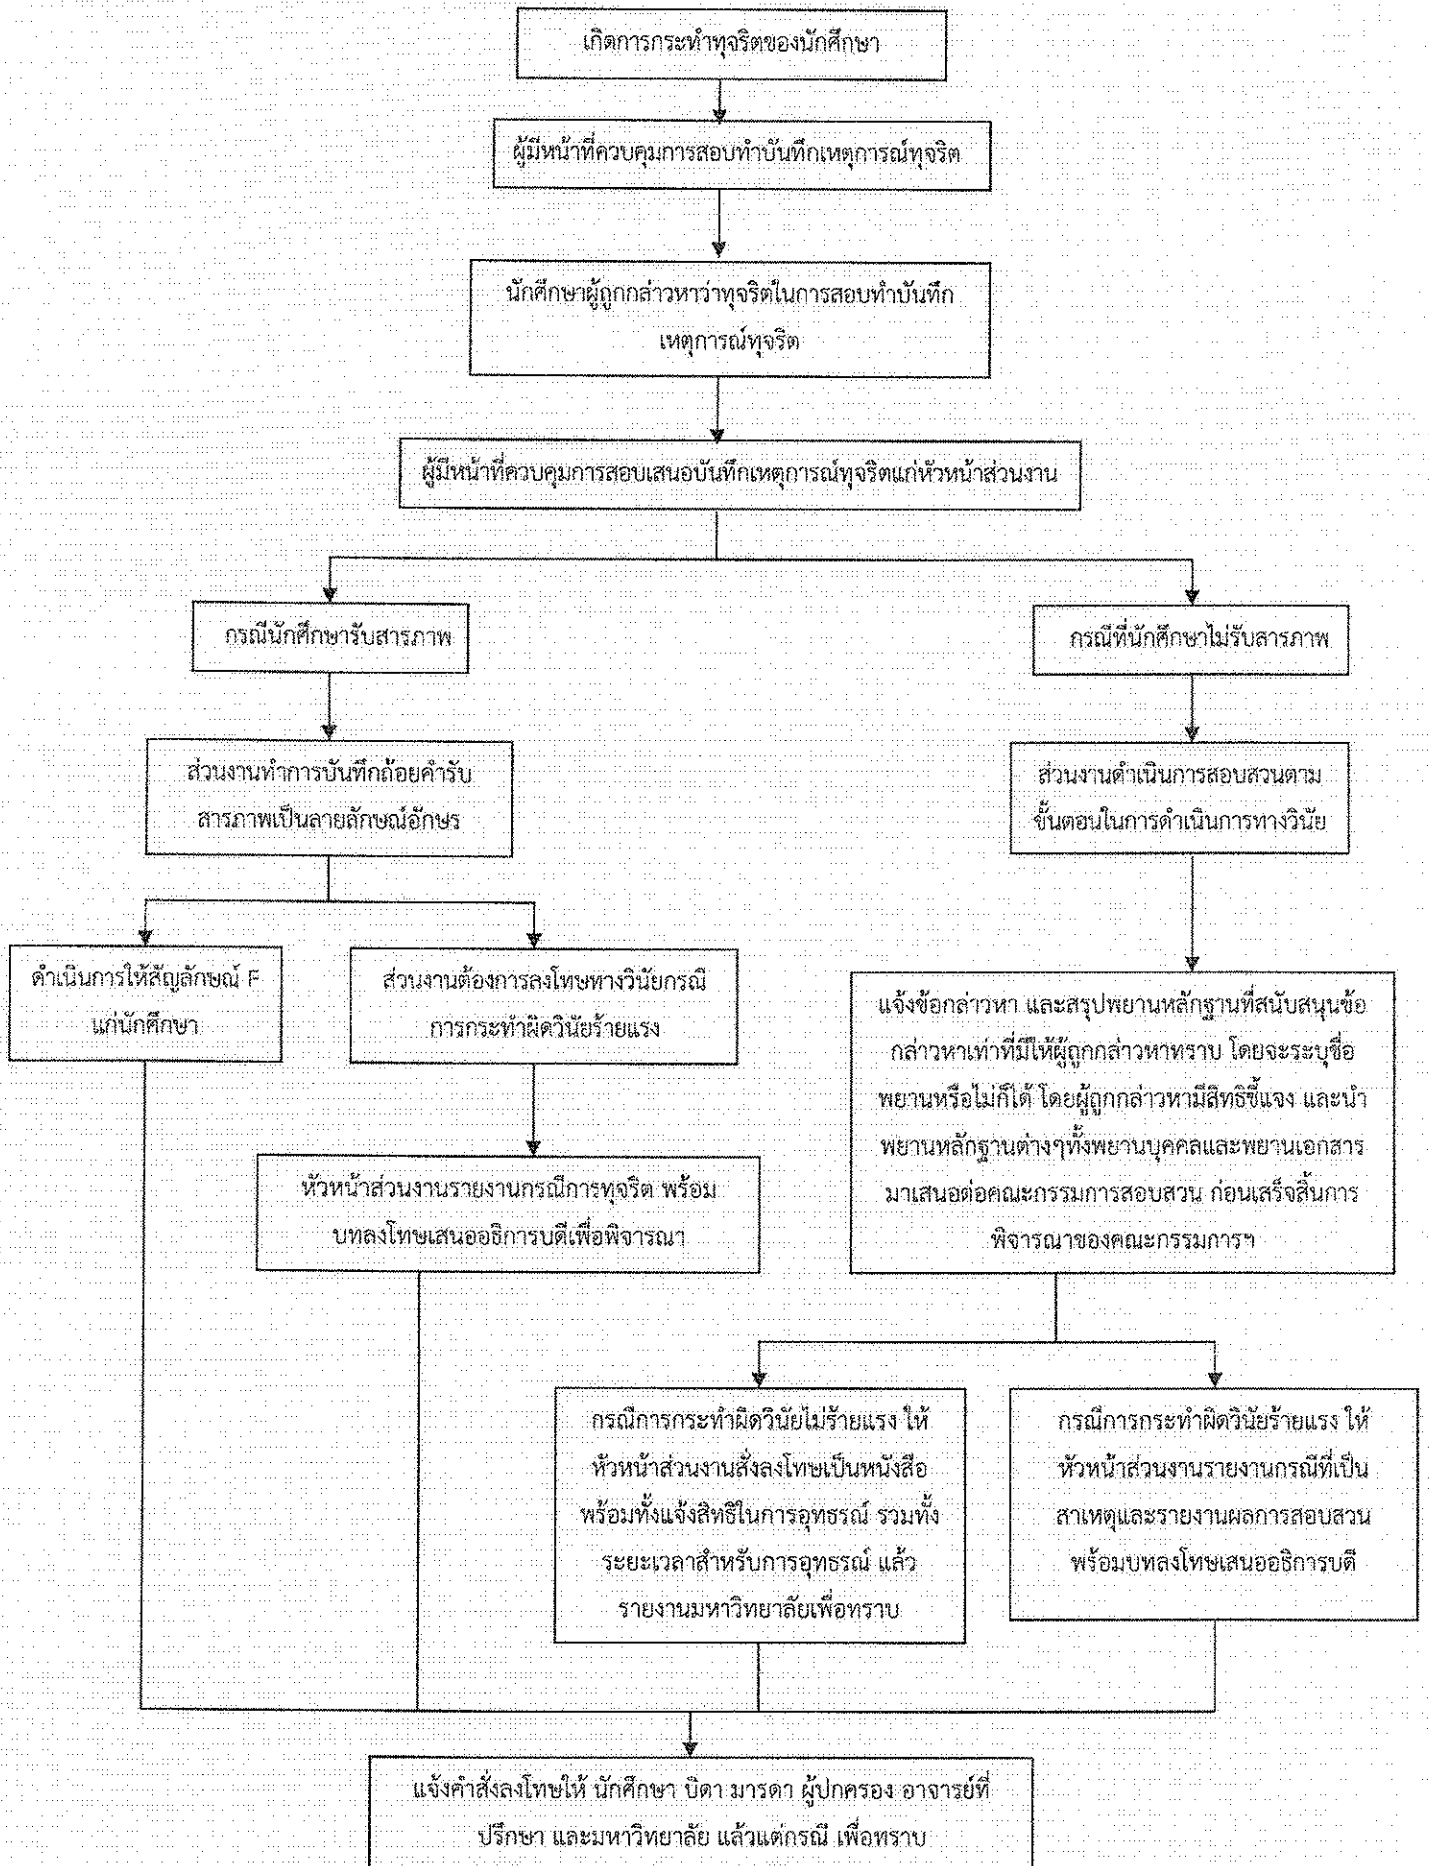 เกิดการกระทำทุจริตของนักศึกษา
ผู้มีหน้าที่ควบคุมการสอบทำบันทึกเหตุการณ์ทุจริต
นักศึกษาผู้ถูกกล่าวหาว่าทุจริตในการสอบทำบันทึก
เหตุการณ์ทุจริต
ผู้มีหน้าที่ควบคุมการสอบเสนอบันทึกเหตุการณ์ทุจริตแก่หัวหน้าส่วนงาน
กรณีนักศึกษารับสารภาพ
ส่วนงานทำการบันทึกถ้อยคำรับ
สารภาพเป็นลายลักษณ์อักษร
ดำเนินการให้สัญลักษณ์ F
แก่นักศึกษา
ส่วนงานต้องการลงโทษทางวินัยกรณี
การกระทำผิดวินัยร้ายแรง
หัวหน้าส่วนงานรายงานกรณีการทุจริต พร้อม
บทลงโทษเสนออธิการบดีเพื่อพิจารณา
กรณีที่นักศึกษาไม่รับสารภาพ
ส่วนงานดำเนินการสอบสวนตาม
ขั้นตอนในการดำเนินการทางวินัย
แจ้งข้อกล่าวหา และสรุปพยานหลักฐานที่สนับสนุนข้อ
กล่าวหาเท่าที่มีให้ผู้ถูกกล่าวหาทราบ โดยจะระบุชื่อ
พยานหรือไม่ก็ได้ โดยผู้ถูกกล่าวหามีสิทธิชี้แจง และนำ
พยานหลักฐานต่างๆทั้งพยานบุคคลและพยานเอกสาร
มาเสนอต่อคณะกรรมการสอบสวน ก่อนเสร็จสิ้นการ
พิจารณาของคณะกรรมการฯ
กรณีการกระทำผิดวินัยไม่ร้ายแรง ให้
หัวหน้าส่วนงานสั่งลงโทษเป็นหนังสือ
พร้อมทั้งแจ้งสิทธิในการอุทธรณ์ รวมทั้ง
ระยะเวลาสำหรับการอุทธรณ์ แล้ว
รายงานมหาวิทยาลัยเพื่อทราบ
กรณีการกระทำผิดวินัยร้ายแรง ให้
หัวหน้าส่วนงานรายงานกรณีที่เป็น
สาเหตุและรายงานผลการสอบสวน
พร้อมบทลงโทษเสนออธิการบดี
แจ้งคำสั่งลงโทษให้ นักศึกษา บิดา มารดา ผู้ปกครอง อาจารย์ที่
ปรึกษา และมหาวิทยาลัย แล้วแต่กรณี เพื่อทราบ